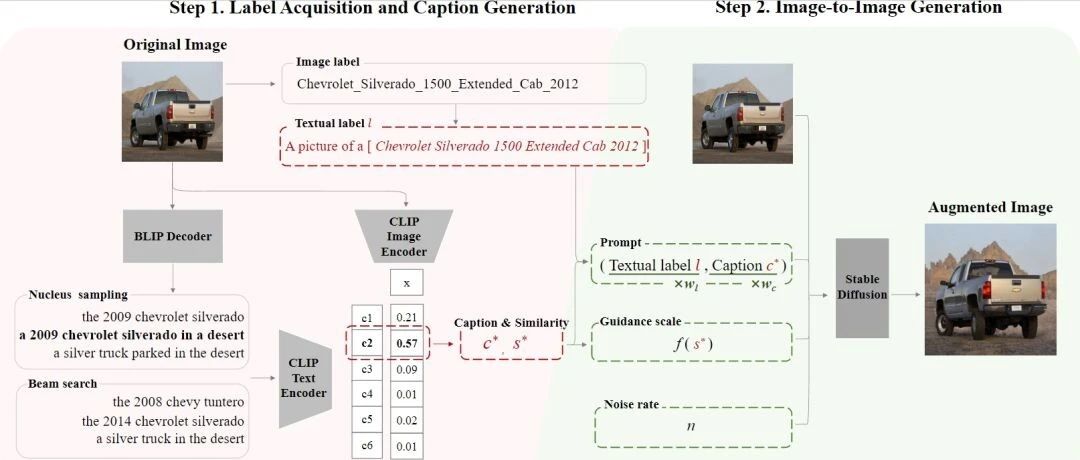 Step 1. Label Acquisition and Caption Generation
Step 2. Image-to-Image Generation
Original Image
Image label
Chevrolet_Silverado_1500_Extended_Cab_2012
Textual label l
A picture of a [ Chevrolet Silverado 1500 Extended Cab 2012 ]
BLIP Decoder
CLIP
Image
Encoder
Nucleus sampling
the 2009 chevrolet silverado
a 2009 chevrolet silverado in a desert
a silver truck parked in the desert
Beam search
the 2008 chevy tuntero
the 2014 chevrolet silverado
a silver truck in the desert
CLIP
Text
Encoder
x
c1 0.21
c2 0.57
c3 0.09
c4 0.01
c5 0.02
c6 0.01
Caption & Similarity
c* , s*
Prompt
( Textual label l , Caption c* )
×wl ×wc
Guidance scale
f( s* )
Noise rate
n
Stable
Diffusion
Augmented Image